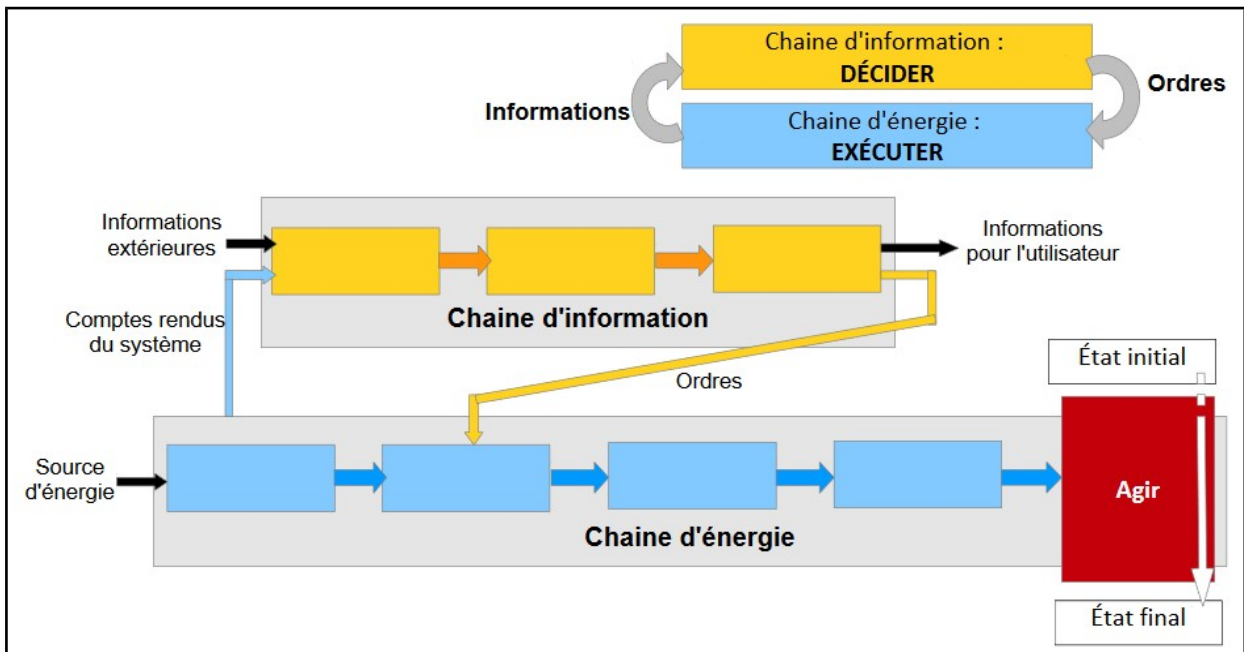 Chaine d'information :
DÉCIDER
Informations
Ordres
Chaine d'énergie :
EXÉCUTER
Informations
extérieures
Informations
pour l'utilisateur
Chaine d'information
Comptes rendus
du système
Ordres
État initial
Source
d'énergie
Agir
Chaine d'énergie
État final